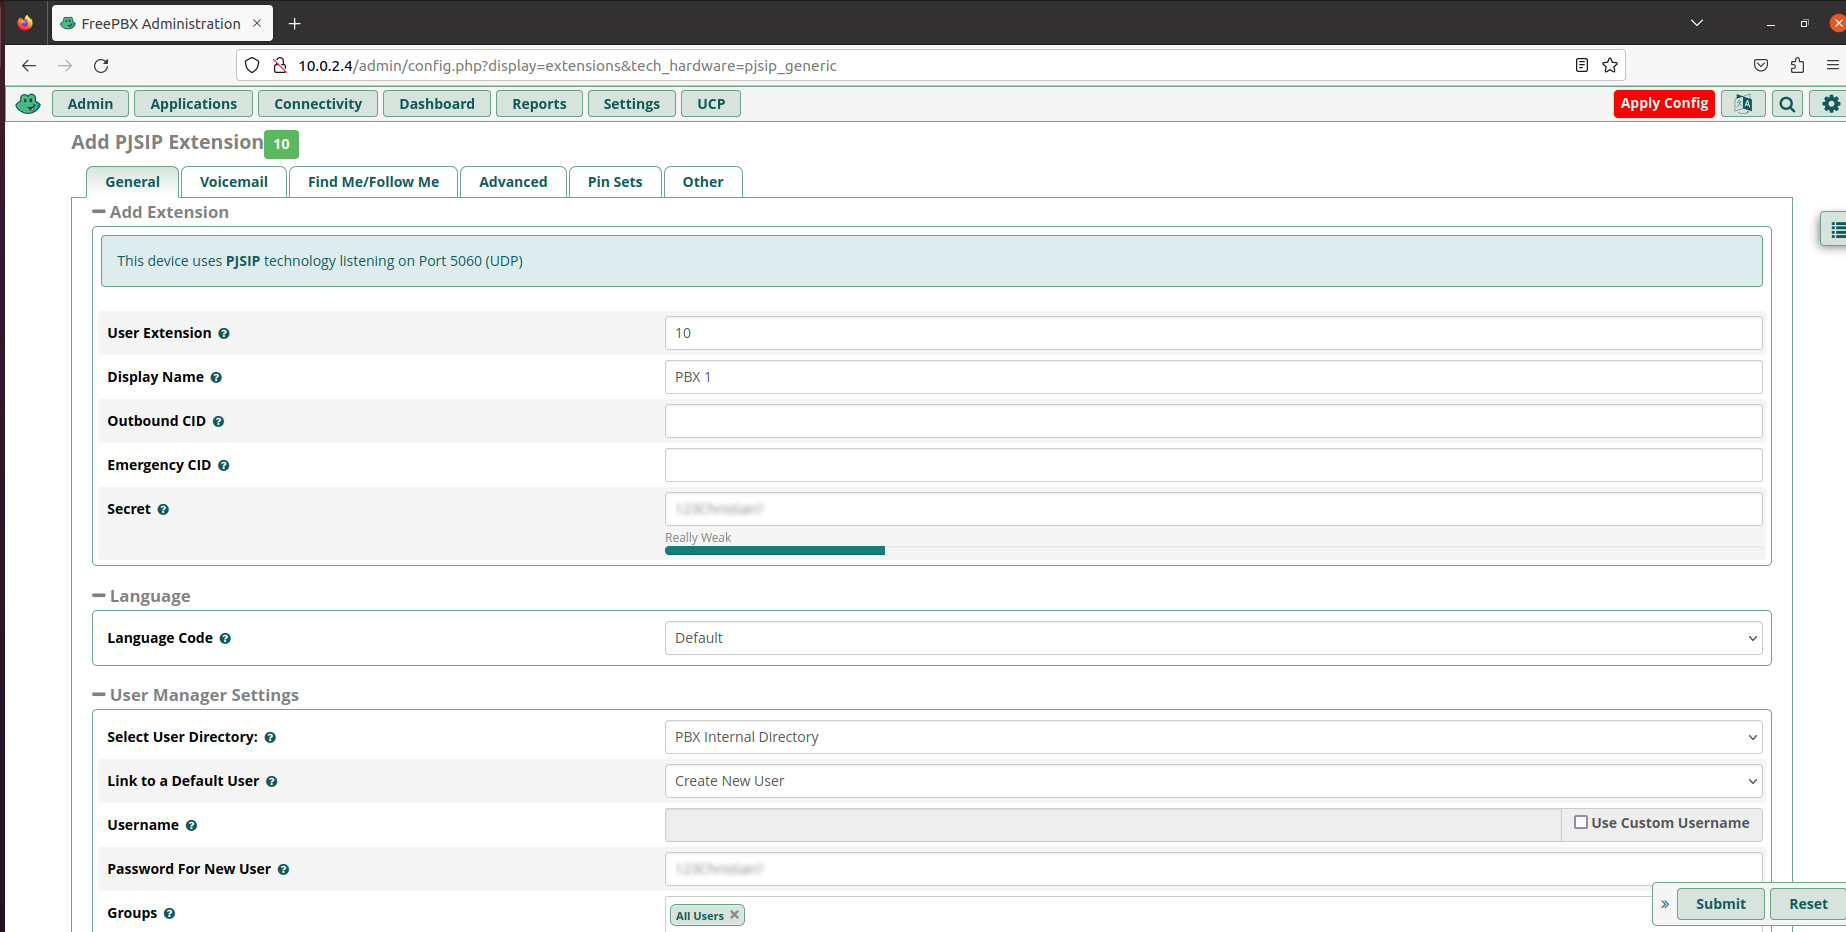 FreePBX Administration
10.0.2.4/admin/config.php?display=extensions&tech_hardware=pjsip_generic
Admin Applications Connectivity Dashboard Reports Settings UCP Apply Config
Add PJSIP Extension 10
General Voicemail Find Me/Follow Me Advanced Pin Sets Other
Add Extension
This device uses PJSIP technology listening on Port 5060 (UDP)
User Extension 10
Display Name PBX 1
Outbound CID
Emergency CID
Secret
Really Weak
Language
Language Code Default
User Manager Settings
Select User Directory: PBX Internal Directory
Link to a Default User Create New User
Username Use Custom Username
Password For New User
Groups All Users
» Submit Reset